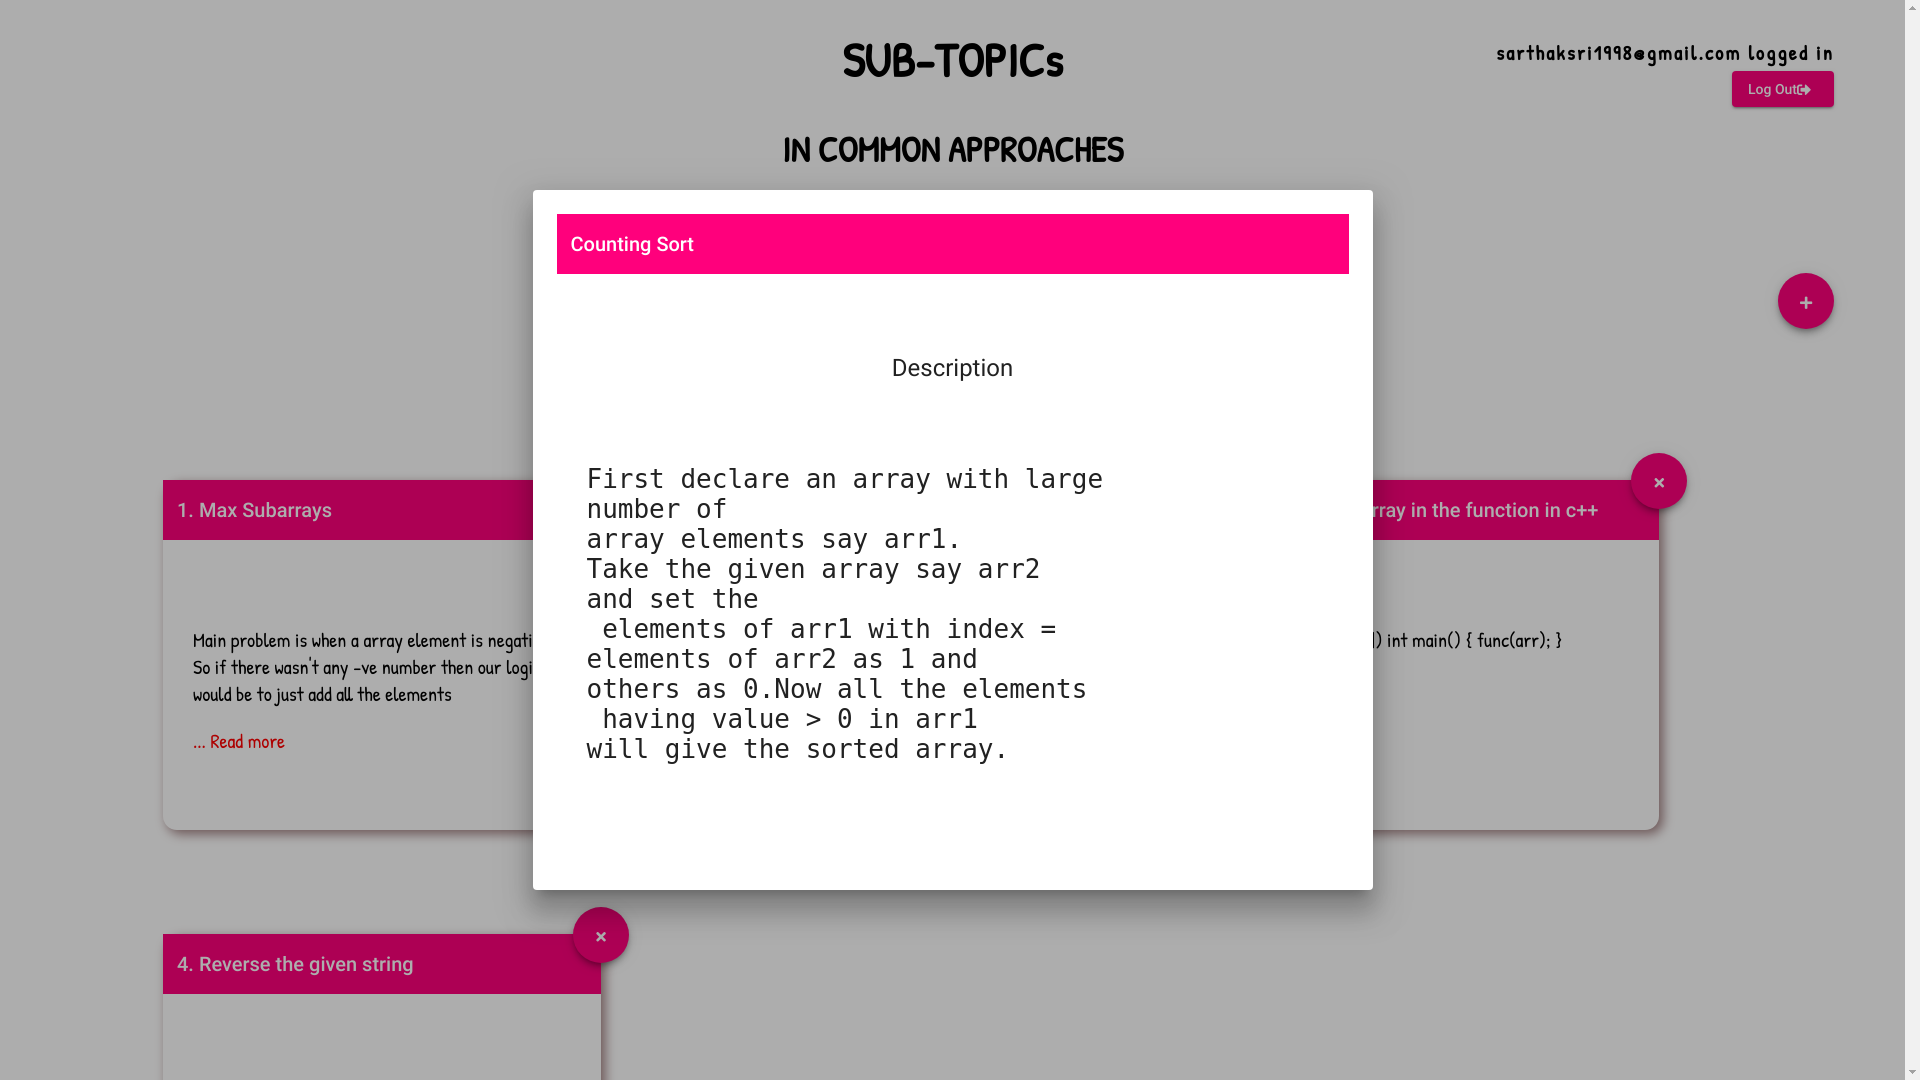 SUB-TOPICs
sarthaksri1998@gmail.com logged in
Log Out
IN COMMON APPROACHES
Counting Sort
+
Description
First declare an array with large
number of
array elements say arr1.
Take the given array say arr2
and set the
elements of arr1 with index =
elements of arr2 as 1 and
others as 0.Now all the elements
having value > 0 in arr1
will give the sorted array.
1. Max Subarrays
Main problem is when a array element is negati
So if there wasn't any -ve number then our logi
would be to just add all the elements
... Read more
rray in the function in c++
×
]) int main() { func(arr); }
4. Reverse the given string
×